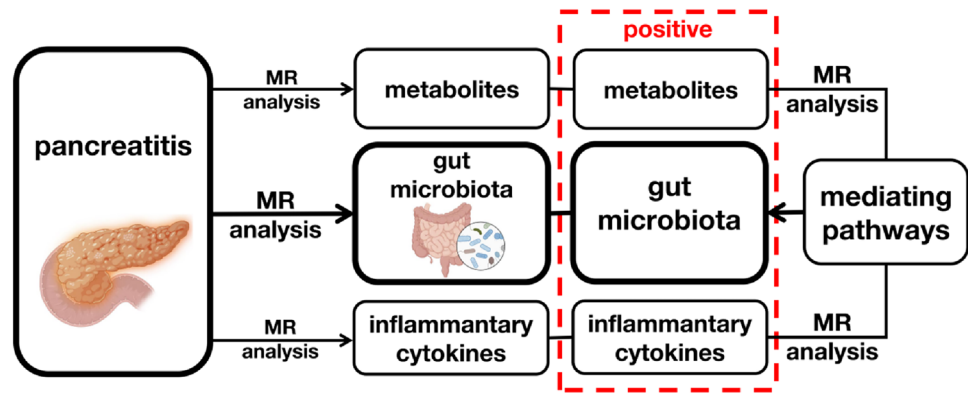 positive
MR
analysis
metabolites
metabolites
MR
analysis
pancreatitis
MR
analysis
gut
microbiota
gut
microbiota
mediating
pathways
MR
analysis
inflammantary
cytokines
inflammantary
cytokines
MR
analysis